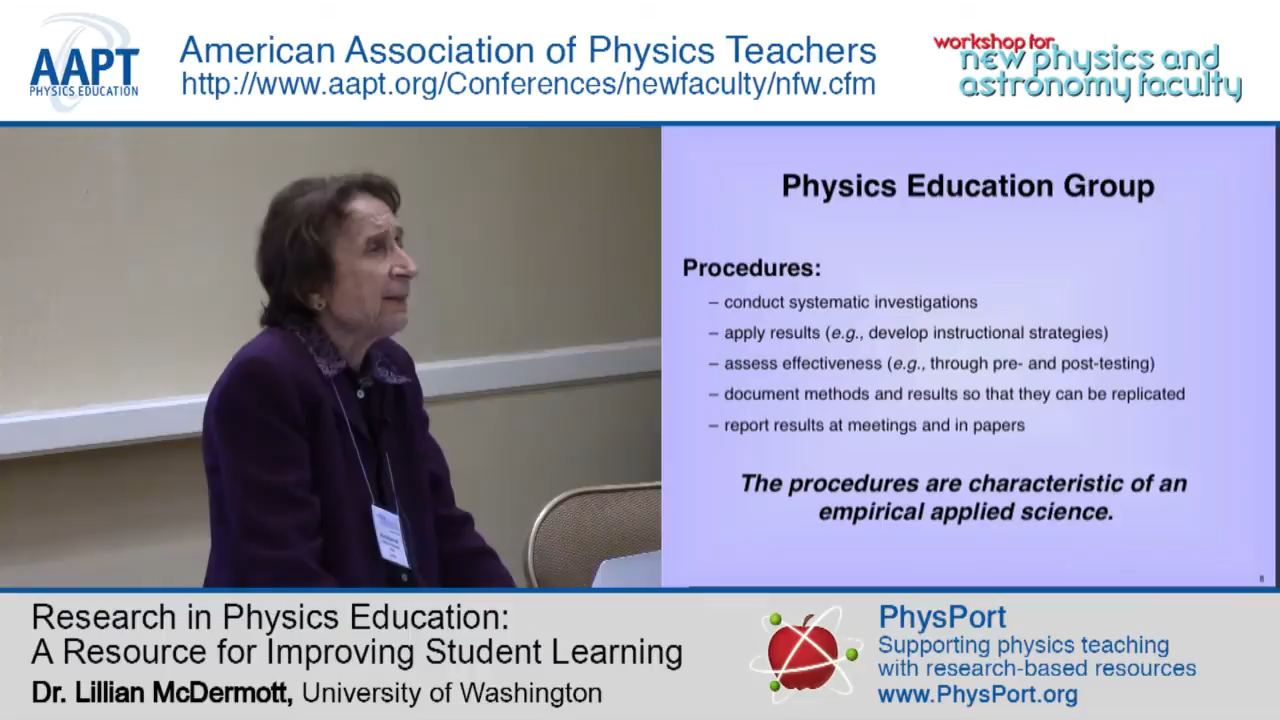 AAPT
PHYSICS EDUCATION
American Association of Physics Teachers
http://www.aapt.org/Conferences/newfaculty/nfw.cfm
workshop for
new physics and
astronomy faculty
Physics Education Group
Procedures:
– conduct systematic investigations
– apply results (e.g., develop instructional strategies)
– assess effectiveness (e.g., through pre- and post-testing)
– document methods and results so that they can be replicated
– report results at meetings and in papers
The procedures are characteristic of an
empirical applied science.
8
Research in Physics Education:
A Resource for Improving Student Learning
Dr. Lillian McDermott, University of Washington
PhysPort
Supporting physics teaching
with research-based resources
www.PhysPort.org